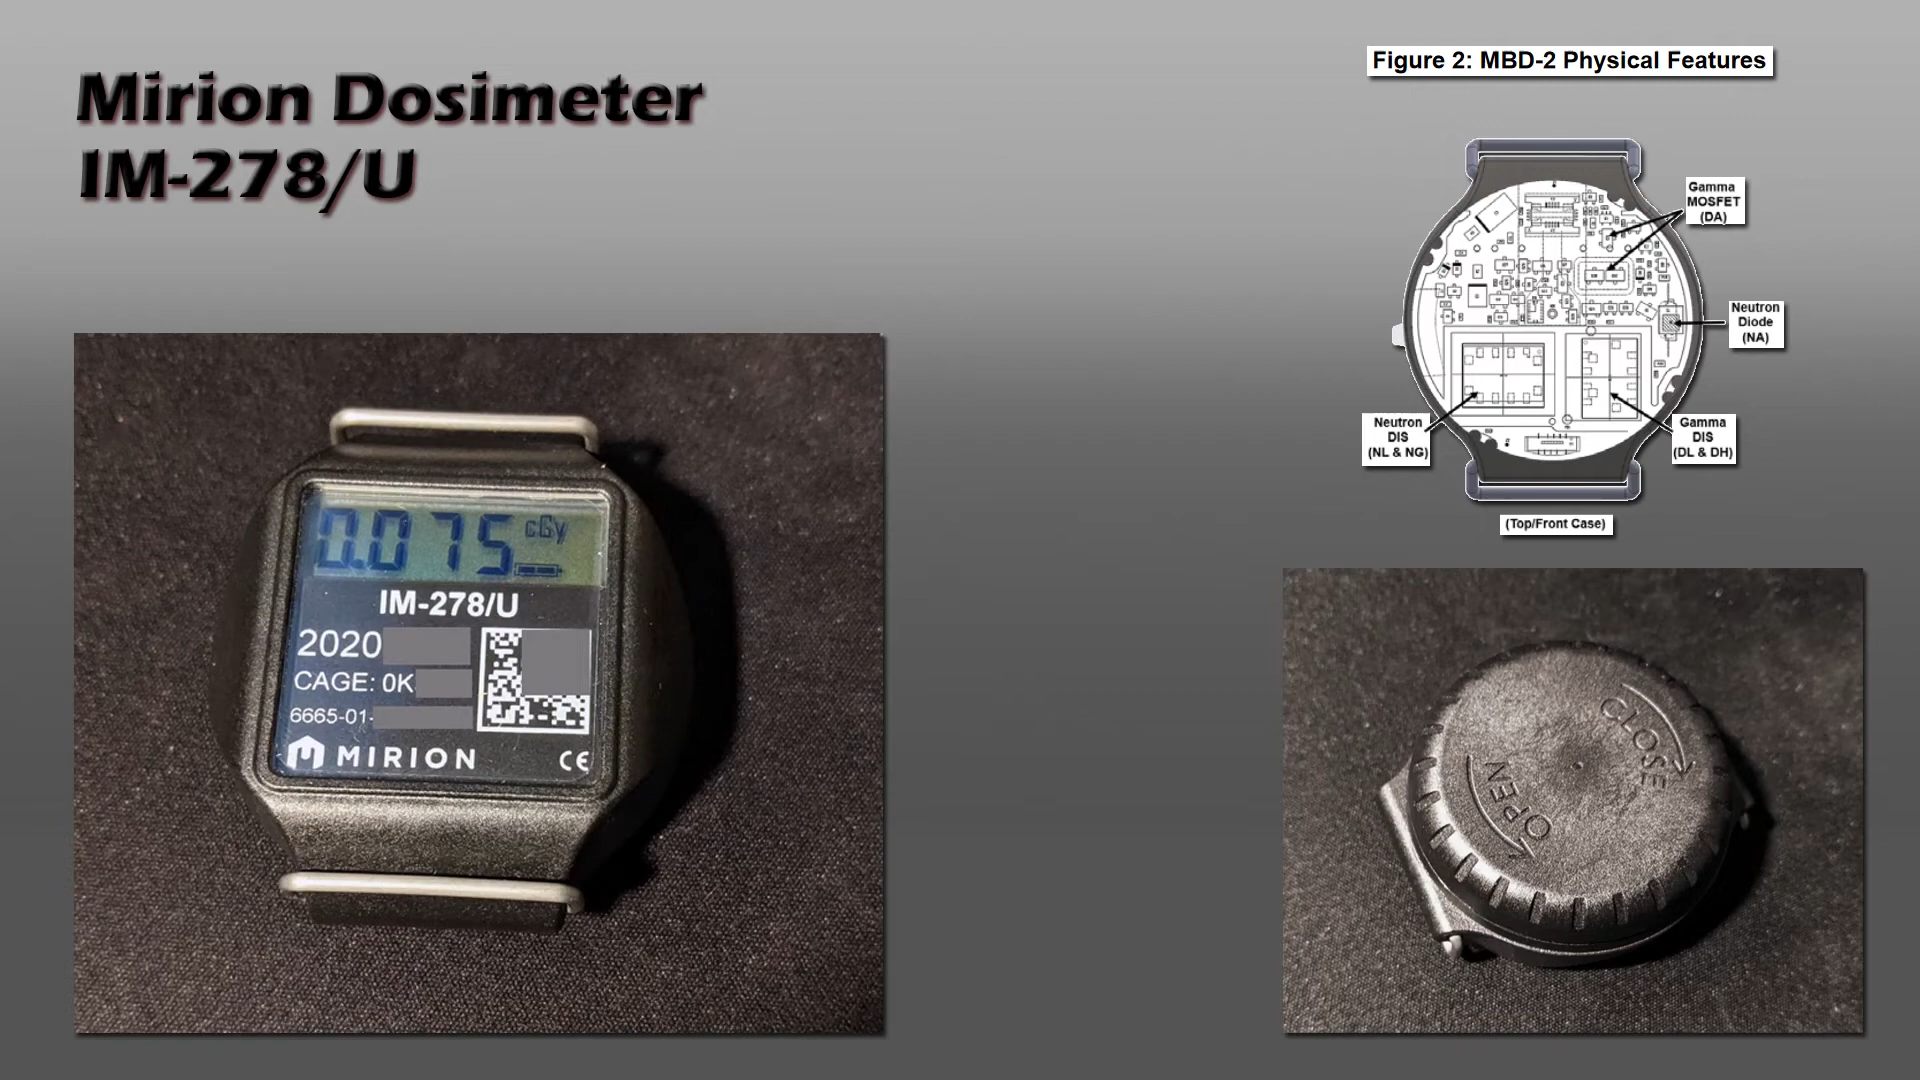 Mirion Dosimeter
IM-278/U
Figure 2: MBD-2 Physical Features
Gamma
MOSFET
(DA)
Neutron
Diode
(NA)
Neutron
DIS
(NL & NG)
Gamma
DIS
(DL & DH)
(Top/Front Case)
0.075 cGy
IM-278/U
2020
CAGE: 0K
6665-01-
MIRION
CE
CLOSE
OPEN